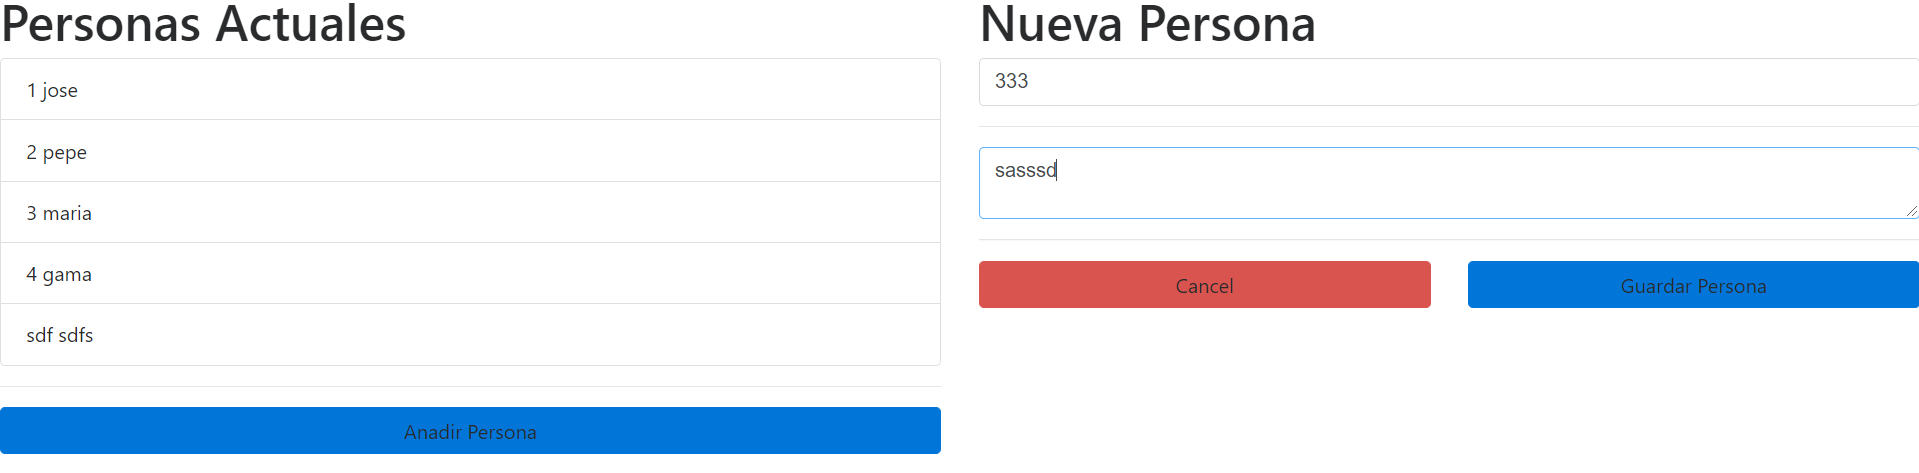 Personas Actuales
1 jose
2 pepe
3 maria
4 gama
sdf sdfs
Anadir Persona
Nueva Persona
333
sasssd
Cancel
Guardar Persona